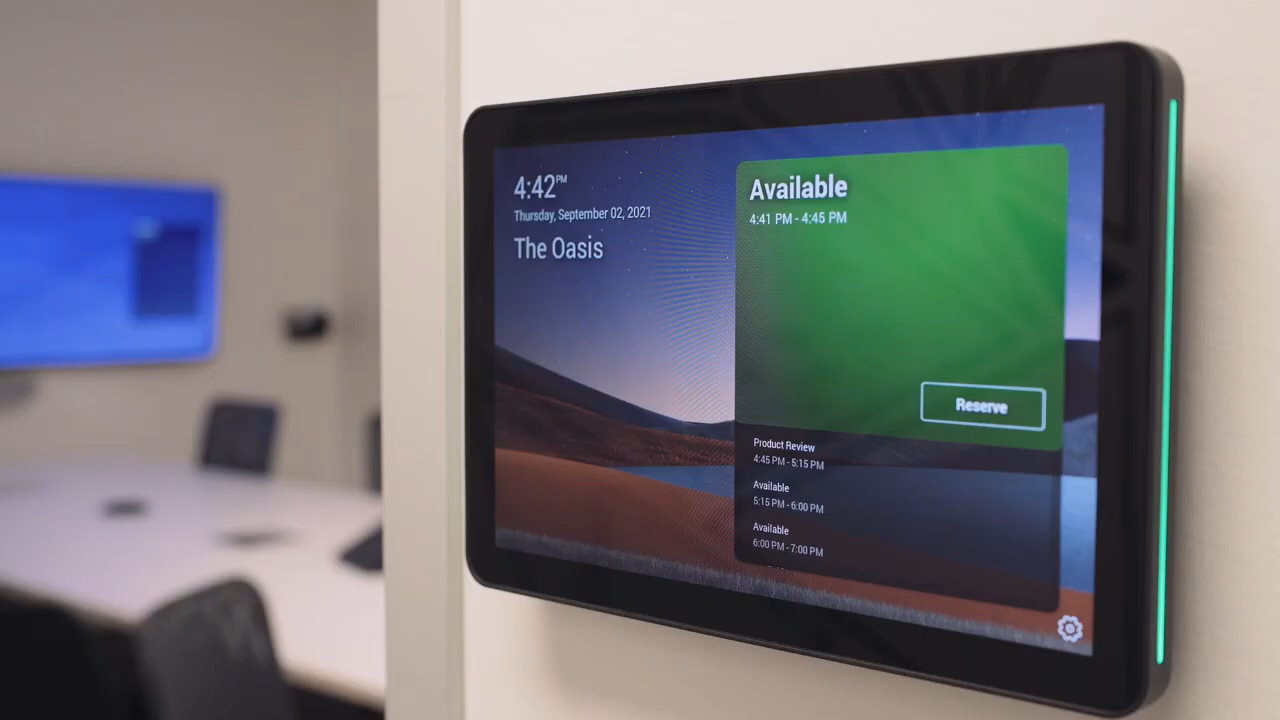 4:42PM
Thursday, September 02, 2021
The Oasis
Available
4:41 PM - 4:45 PM
Reserve
Product Review
4:45 PM - 5:15 PM
Available
5:15 PM - 6:00 PM
Available
6:00 PM - 7:00 PM